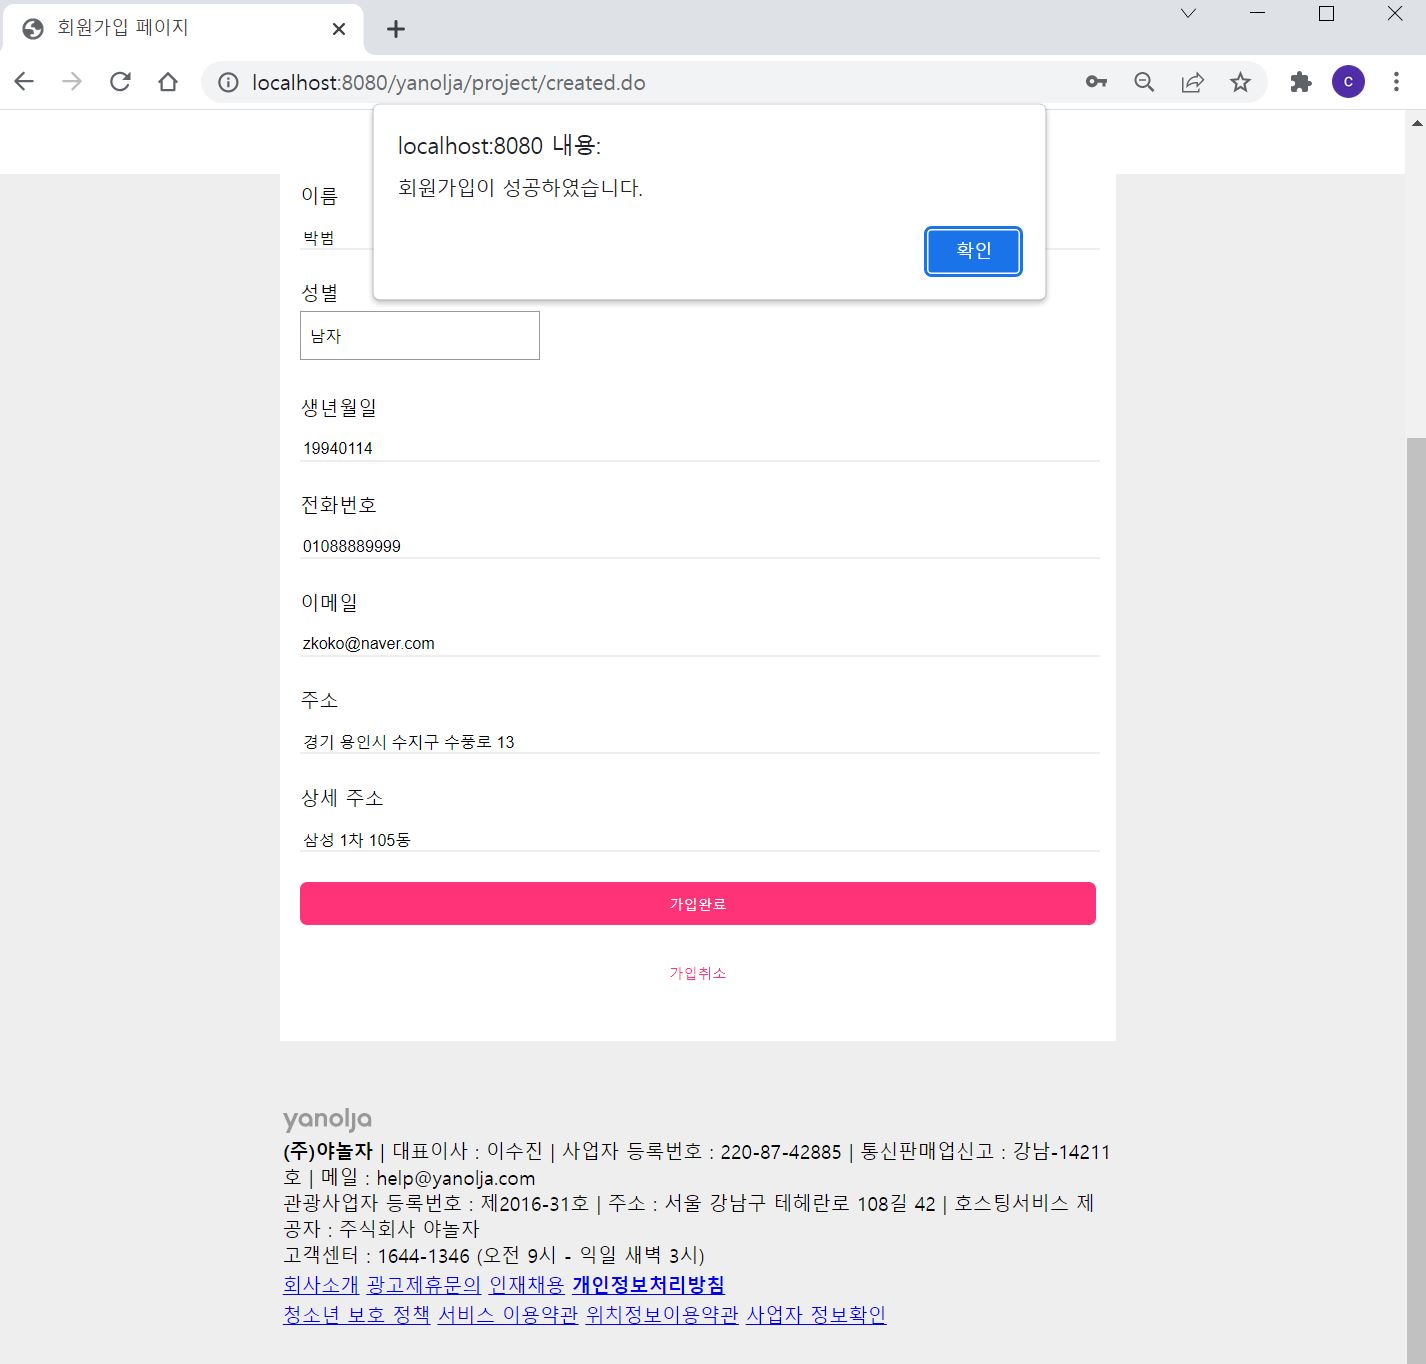 회원가입 페이지
localhost:8080/yanolja/project/created.do
C
localhost:8080 내용:
회원가입이 성공하였습니다.
확인
이름
박범
성별
남자
생년월일
19940114
전화번호
01088889999
이메일
zkoko@naver.com
주소
경기 용인시 수지구 수풍로 13
상세 주소
삼성 1차 105동
가입완료
가입취소
yanolja
(주)야놀자 | 대표이사 : 이수진 | 사업자 등록번호 : 220-87-42885 | 통신판매업신고 : 강남-14211
호 | 메일 : help@yanolja.com
관광사업자 등록번호 : 제2016-31호 | 주소 : 서울 강남구 테헤란로 108길 42 | 호스팅서비스 제
공자 : 주식회사 야놀자
고객센터 : 1644-1346 (오전 9시 - 익일 새벽 3시)
회사소개 광고제휴문의 인재채용 개인정보처리방침
청소년 보호 정책 서비스 이용약관 위치정보이용약관 사업자 정보확인